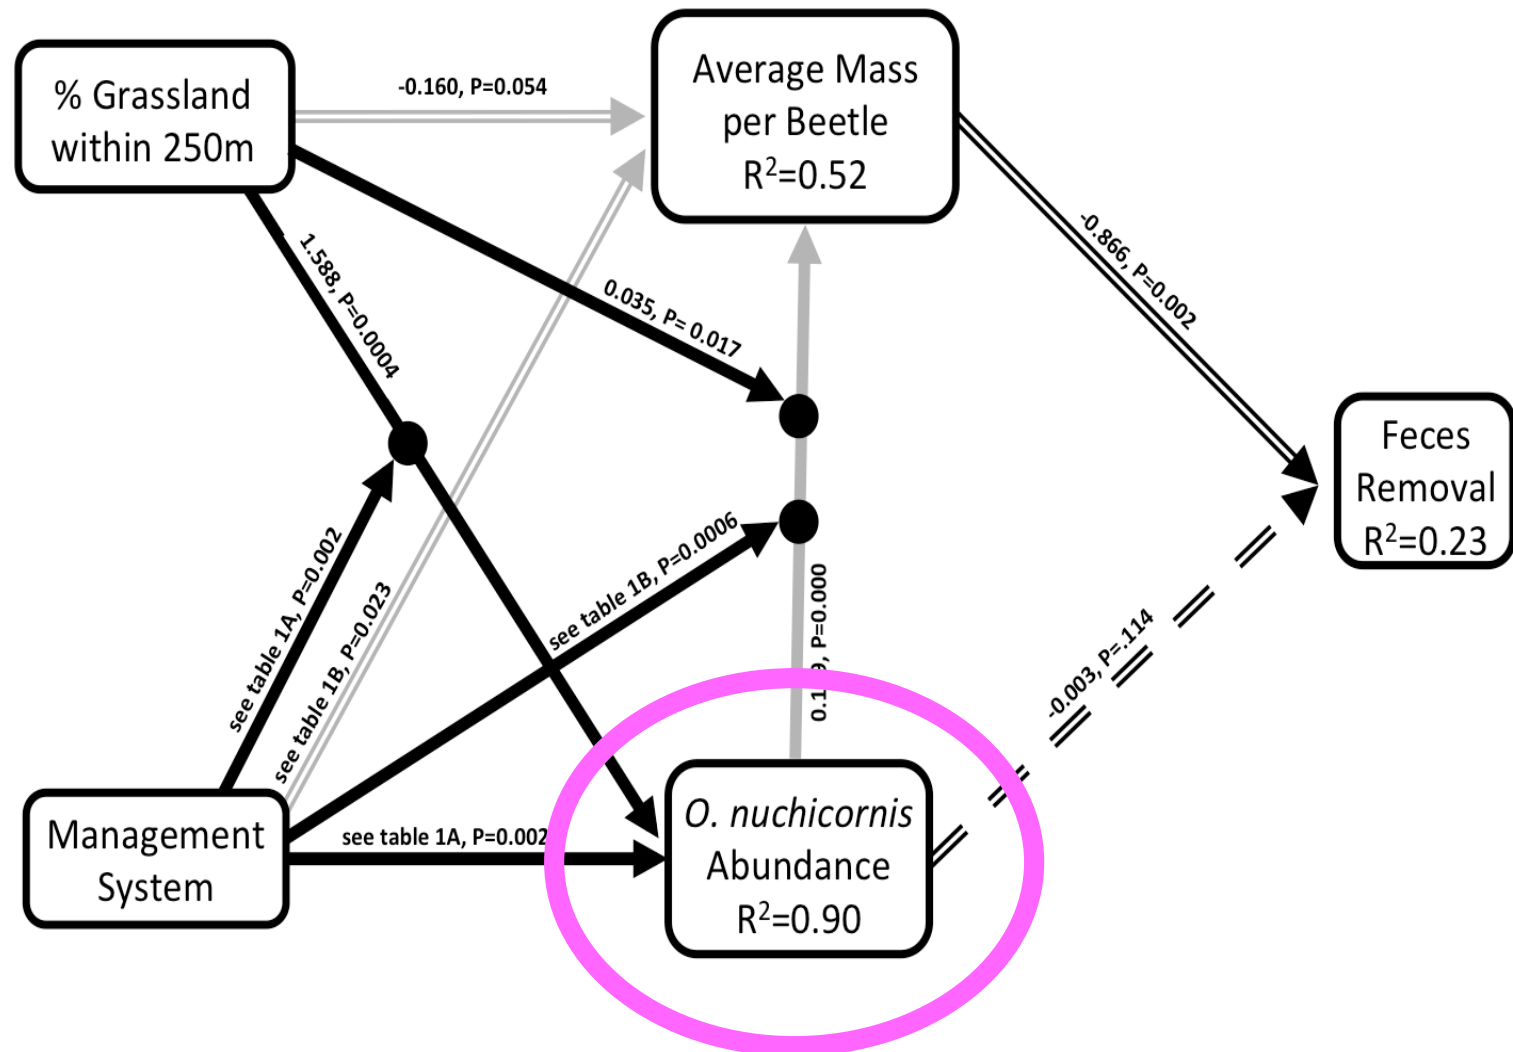 % Grassland
within 250m
-0.160, P=0.054
Average Mass
per Beetle
R²=0.52
1.588, P=0.0004
0.035, P= 0.017
-0.866, P=0.002
Feces
Removal
R²=0.23
see table 1A, P=0.002
see table 1B, P=0.023
see table 1B, P=0.0006
P=0.000
-0.003, P=.114
Management
System
see table 1A, P=0.002
O. nuchicornis
Abundance
R²=0.90